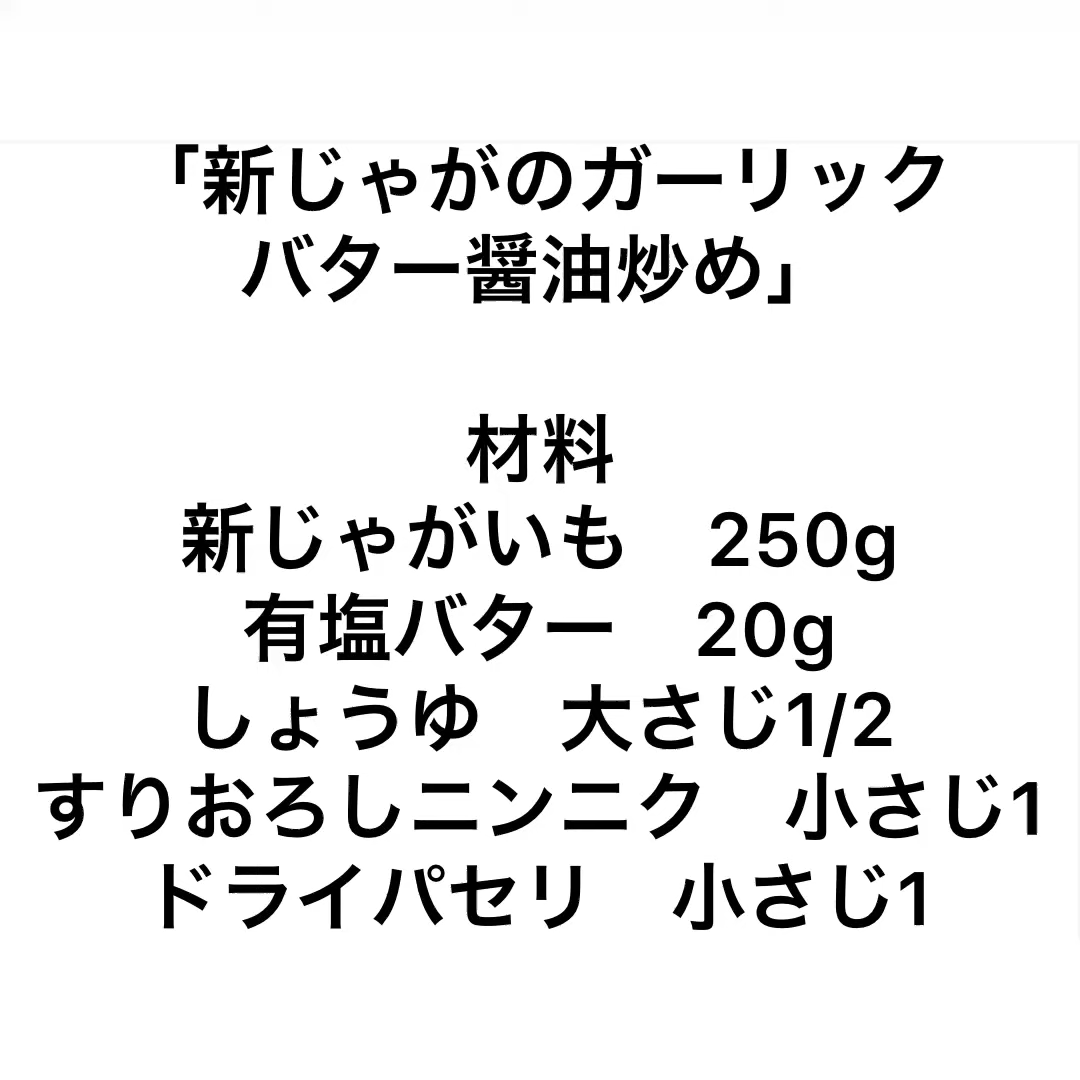 「新じゃがのガーリック
バター醤油炒め」
材料
新じゃがいも　250g
有塩バター　20g
しょうゆ　大さじ1/2
すりおろしニンニク　小さじ1
ドライパセリ　小さじ1